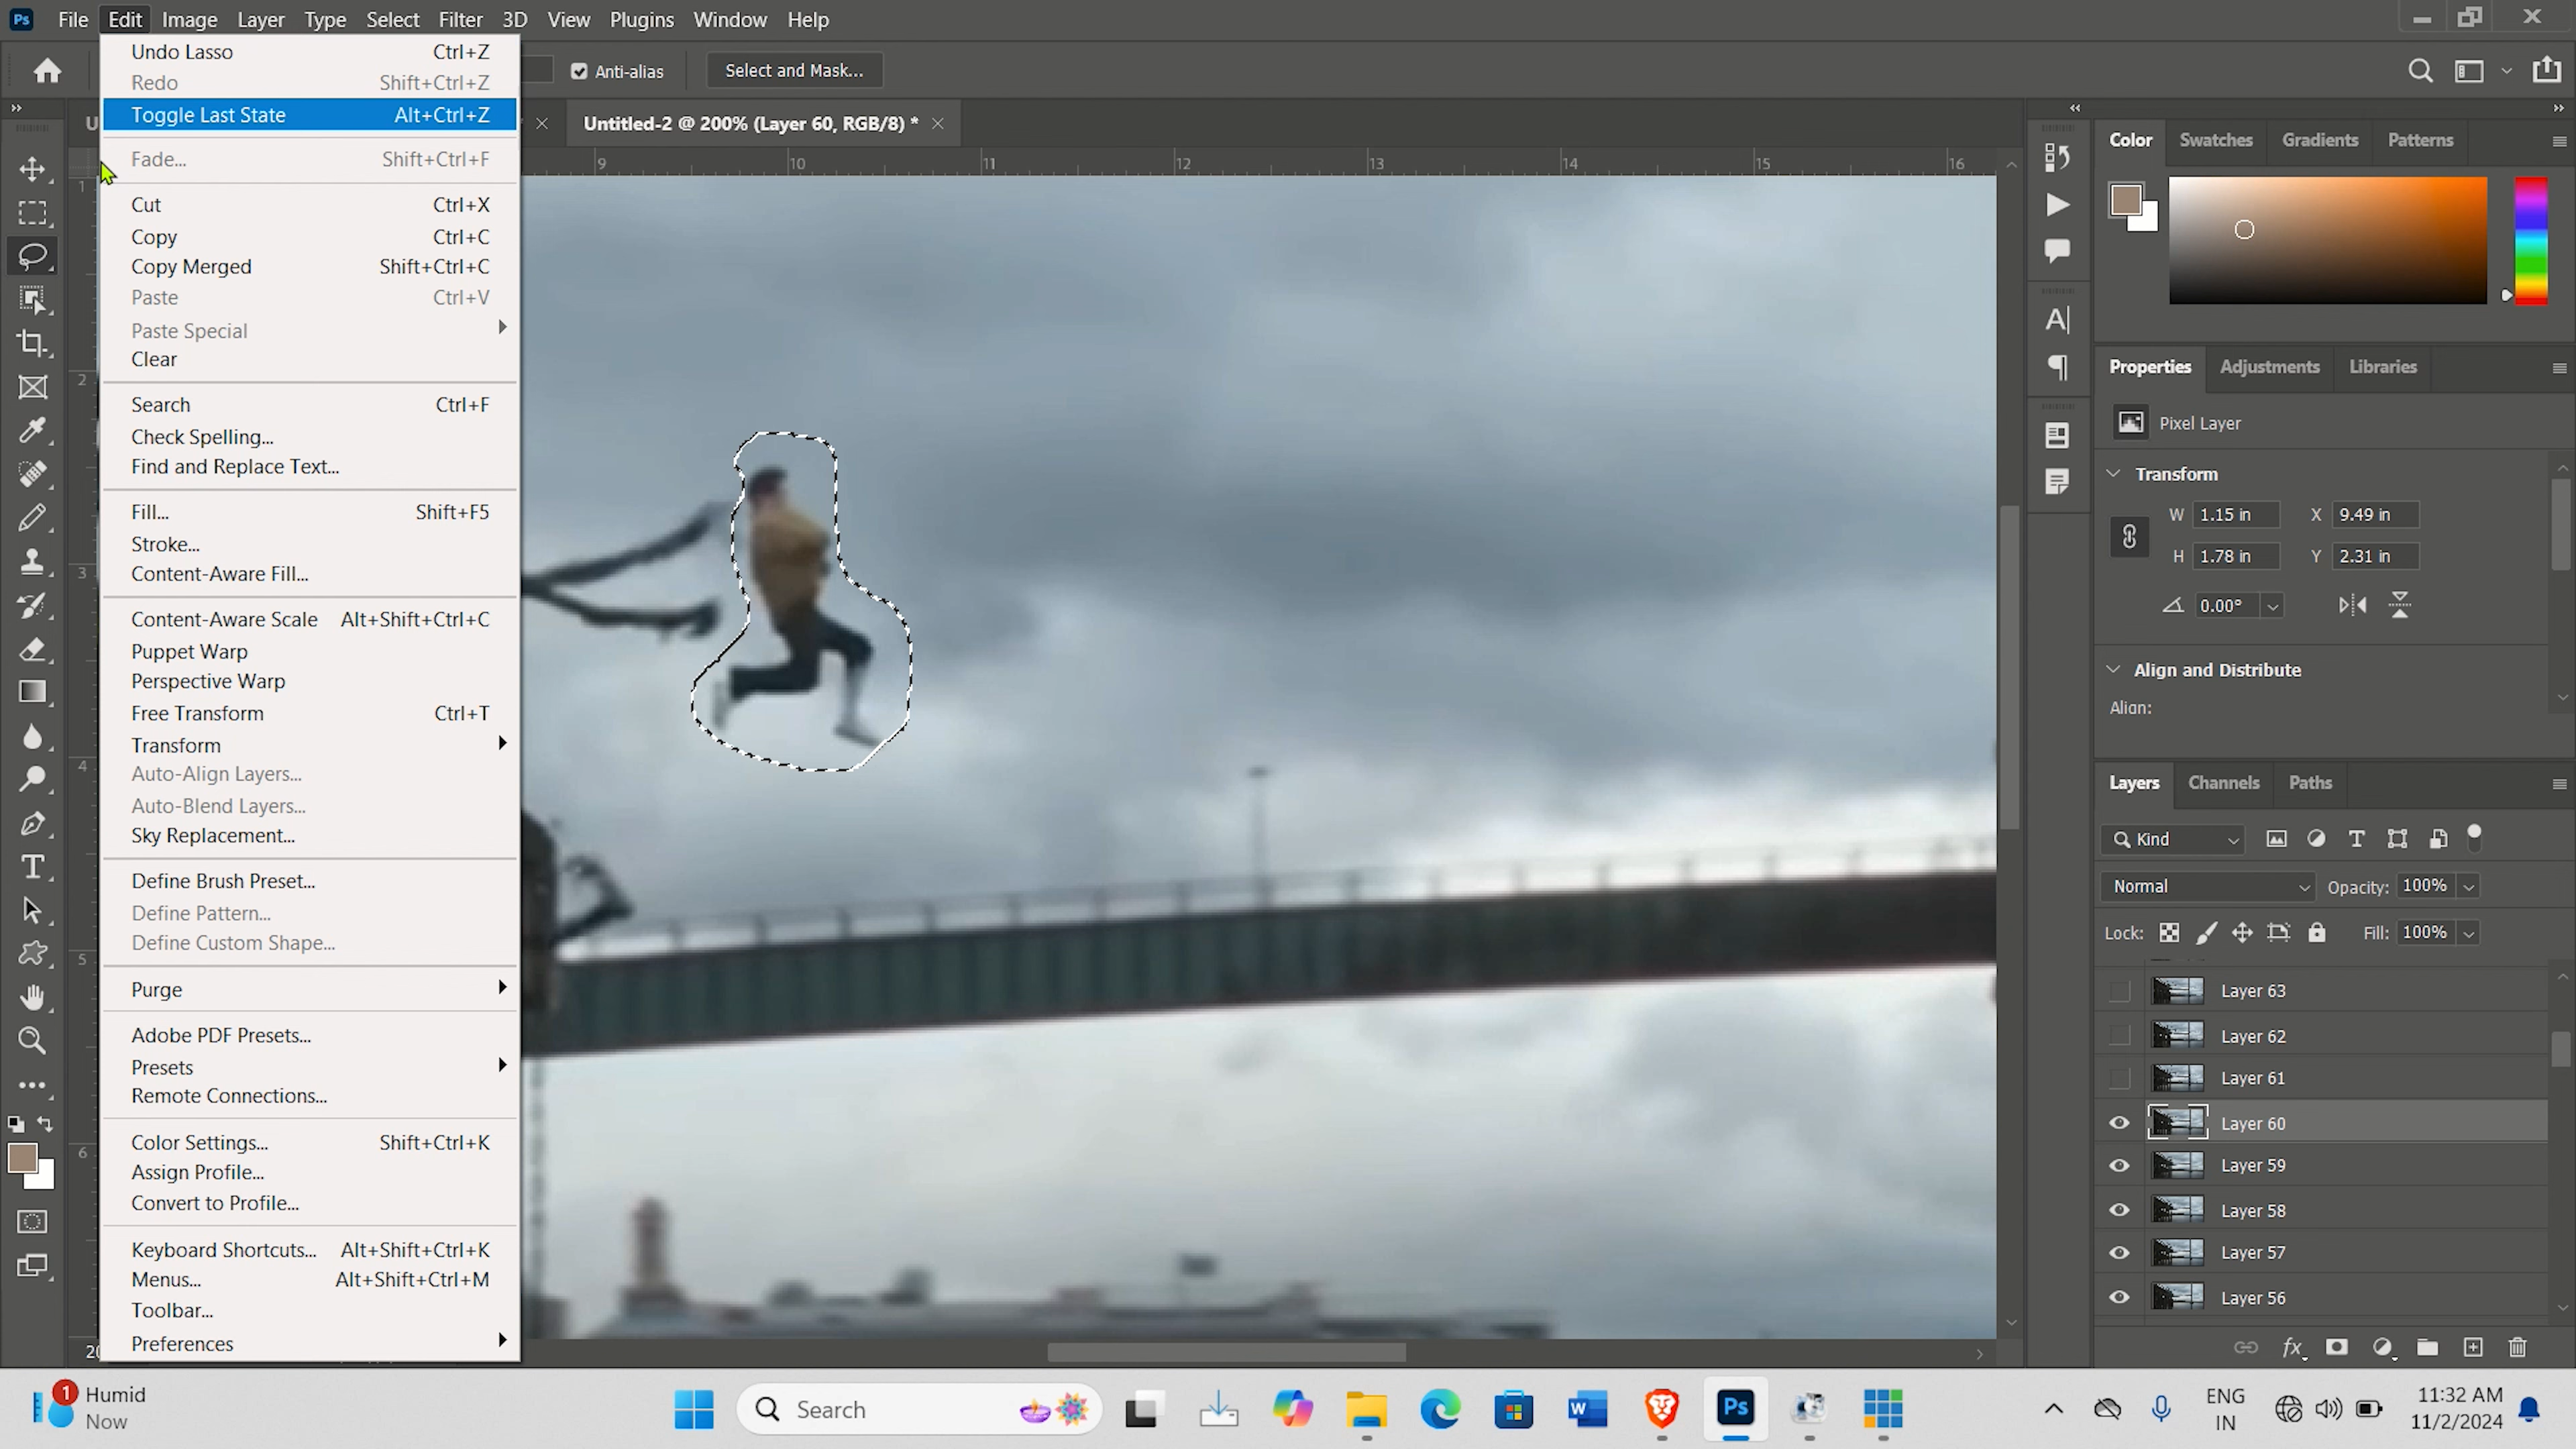 Ps File Edit Image Layer Type Select Filter 3D View Plugins Window Help
Anti-alias Select and Mask...
Untitled-2 @ 200% (Layer 60, RGB/8) *
Undo Lasso Ctrl+Z
Redo Shift+Ctrl+Z
Toggle Last State Alt+Ctrl+Z
Fade... Shift+Ctrl+F
Cut Ctrl+X
Copy Ctrl+C
Copy Merged Shift+Ctrl+C
Paste Ctrl+V
Paste Special
Clear
Search Ctrl+F
Check Spelling...
Find and Replace Text...
Fill... Shift+F5
Stroke...
Content-Aware Fill...
Content-Aware Scale Alt+Shift+Ctrl+C
Puppet Warp
Perspective Warp
Free Transform Ctrl+T
Transform
Auto-Align Layers...
Auto-Blend Layers...
Sky Replacement...
Define Brush Preset...
Define Pattern...
Define Custom Shape...
Purge
Adobe PDF Presets...
Presets
Remote Connections...
Color Settings... Shift+Ctrl+K
Assign Profile...
Convert to Profile...
Keyboard Shortcuts... Alt+Shift+Ctrl+K
Menus... Alt+Shift+Ctrl+M
Toolbar...
Preferences
9 10 11 12 13 14 15 16
1
2
3
4
5
6
Color Swatches Gradients Patterns
Properties Adjustments Libraries
Pixel Layer
Transform
W 1.15 in X 9.49 in
H 1.78 in Y 2.31 in
0.00°
Align and Distribute
Align:
Layers Channels Paths
Kind
Normal Opacity: 100%
Lock: Fill: 100%
Layer 63
Layer 62
Layer 61
Layer 60
Layer 59
Layer 58
Layer 57
Layer 56
fx
1 Humid
Now
Search
W
Ps
ENG
IN
11:32 AM
11/2/2024